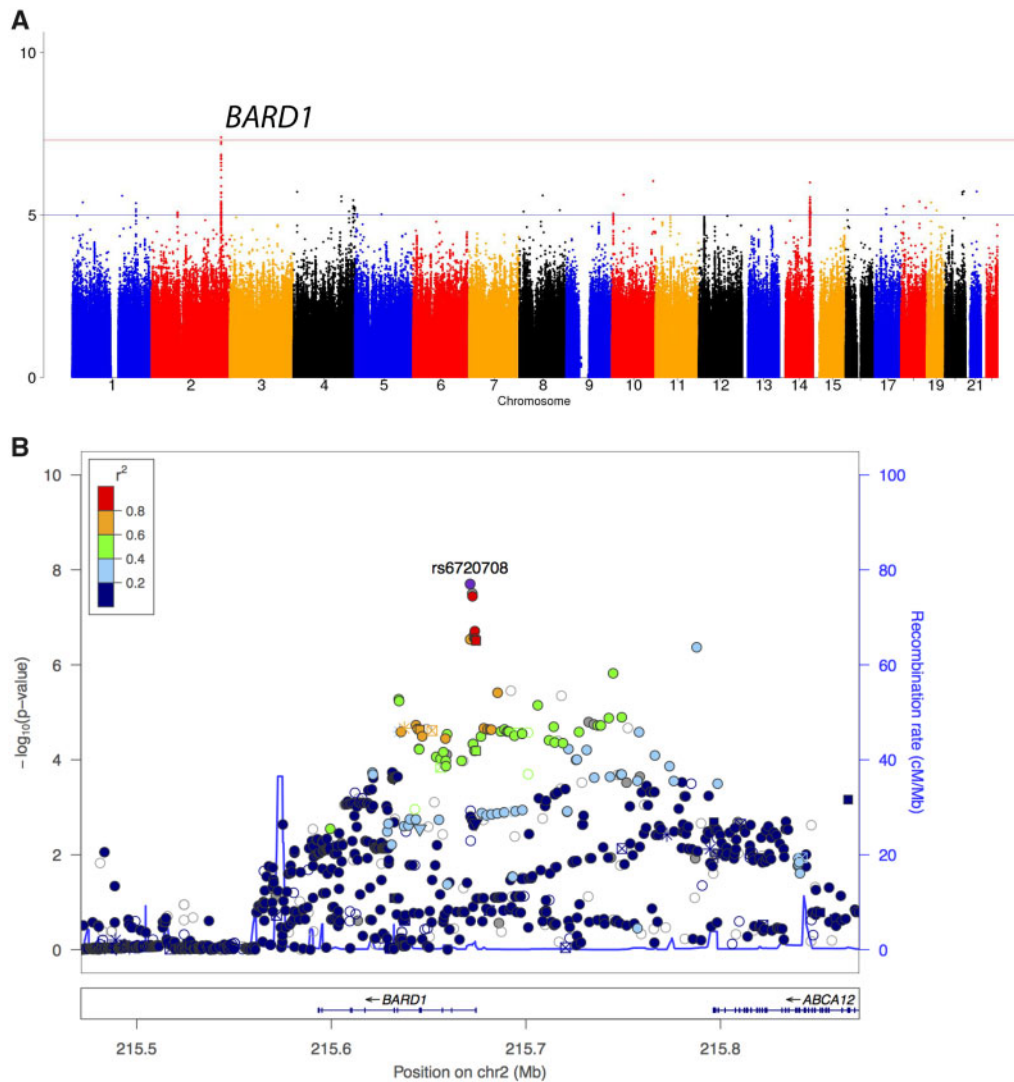 A
BARD1
10
5
0
1 2 3 4 5 6 7 8 9 10 11 12 13 14 15 17 19 21
Chromosome
B
r2
0.8
0.6
0.4
0.2
rs6720708
10
8
6
4
2
0
− log10(p−value)
100
80
60
40
20
0
Recombination rate (cM/Mb)
←BARD1
←ABCA12
215.5 215.6 215.7 215.8
Position on chr2 (Mb)